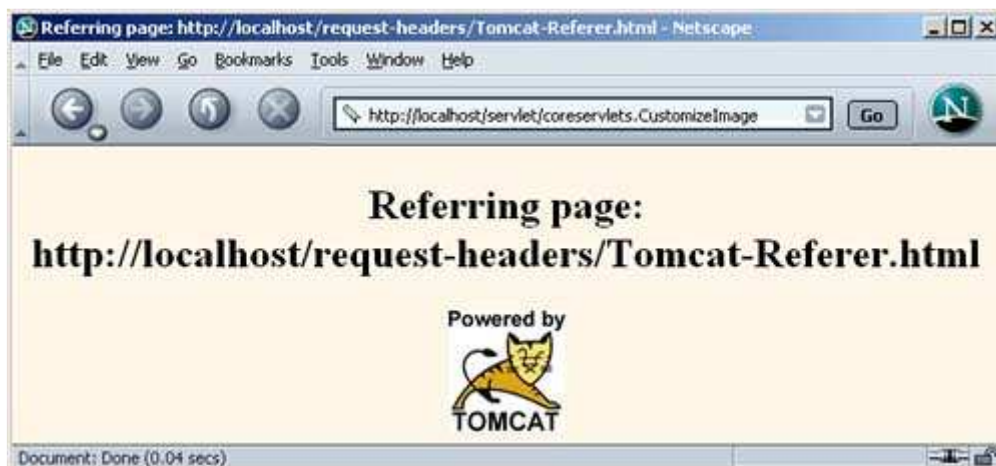 Referring page: http://localhost/request-headers/Tomcat-Referer.html - Netscape
File Edit View Go Bookmarks Tools Window Help
http://localhost/servlet/coreservlets.CustomizeImage Go
N
Referring page:
http://localhost/request-headers/Tomcat-Referer.html
Powered by
TOMCAT
Document: Done (0.04 secs)